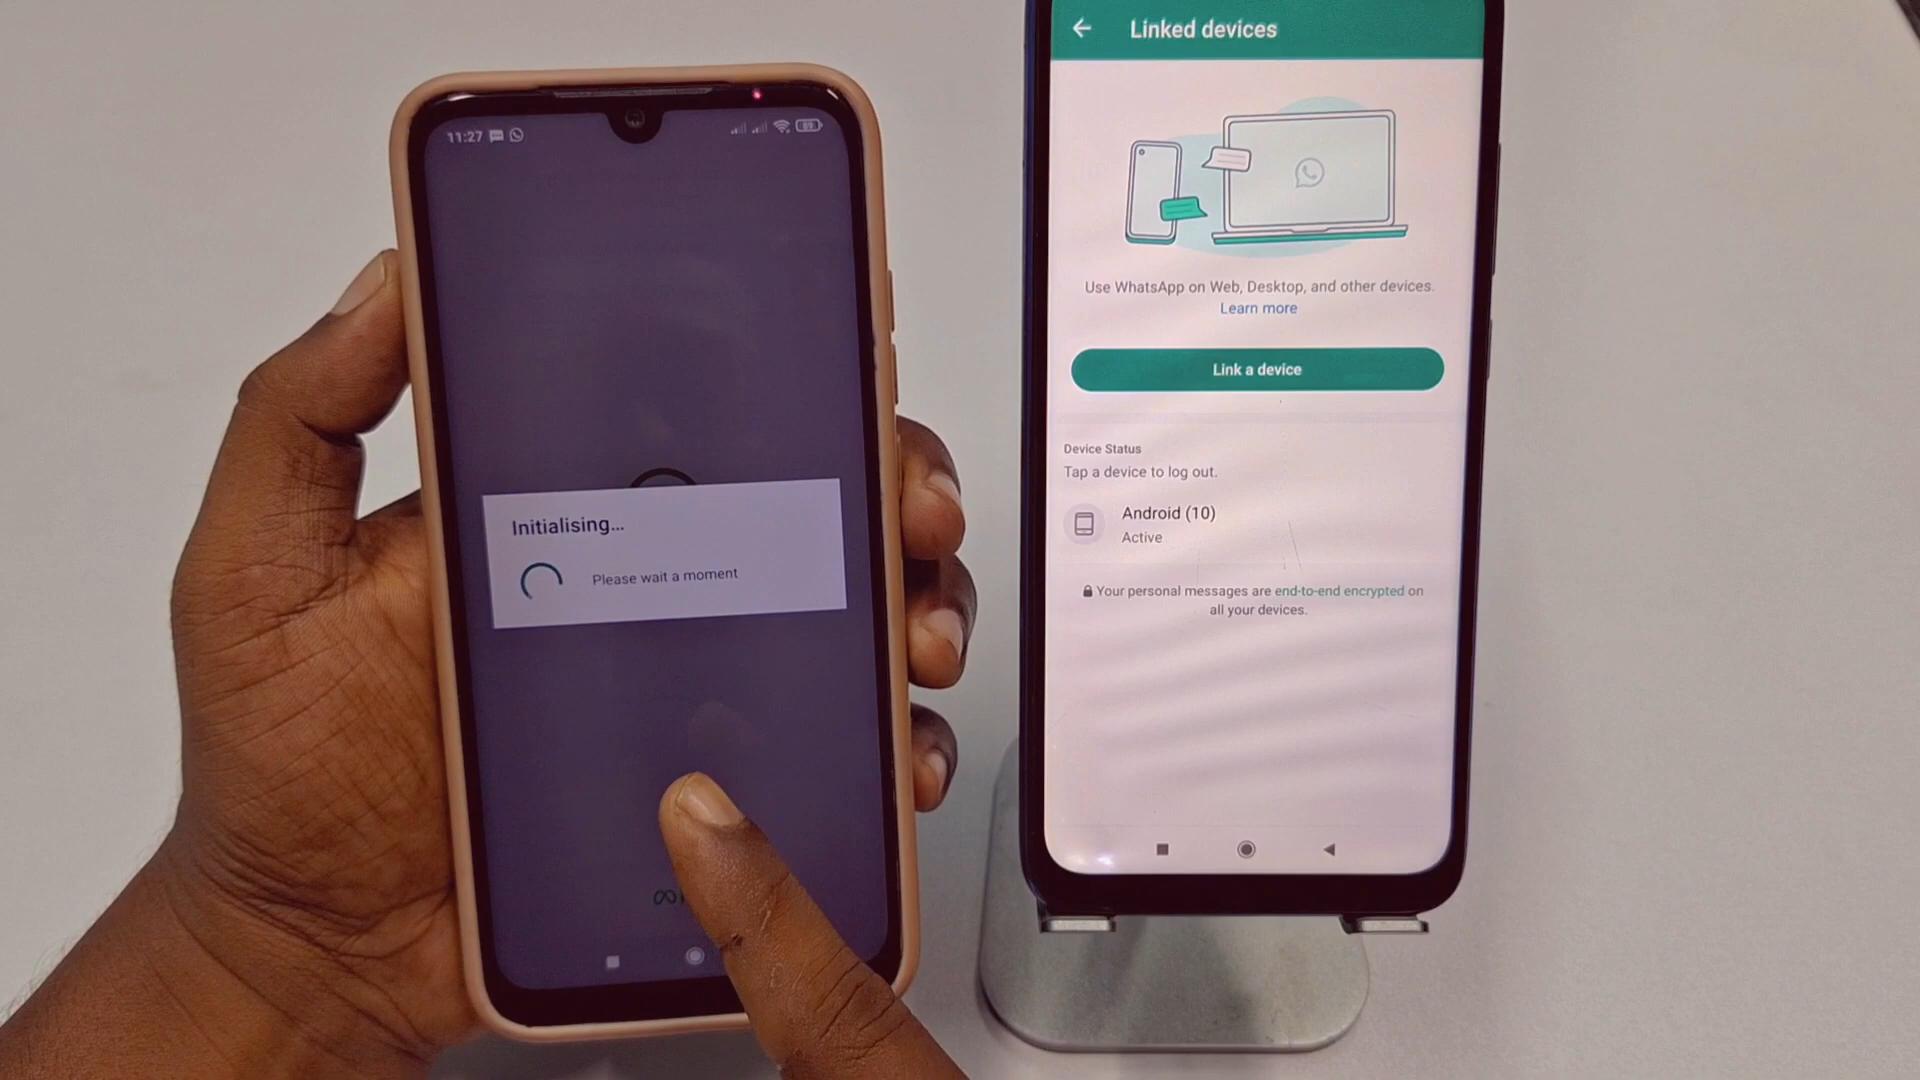 11:27
89
Initialising...
Please wait a moment
Linked devices
Use WhatsApp on Web, Desktop, and other devices.
Learn more
Link a device
Device Status
Tap a device to log out.
Android (10)
Active
Your personal messages are end-to-end encrypted on
all your devices.